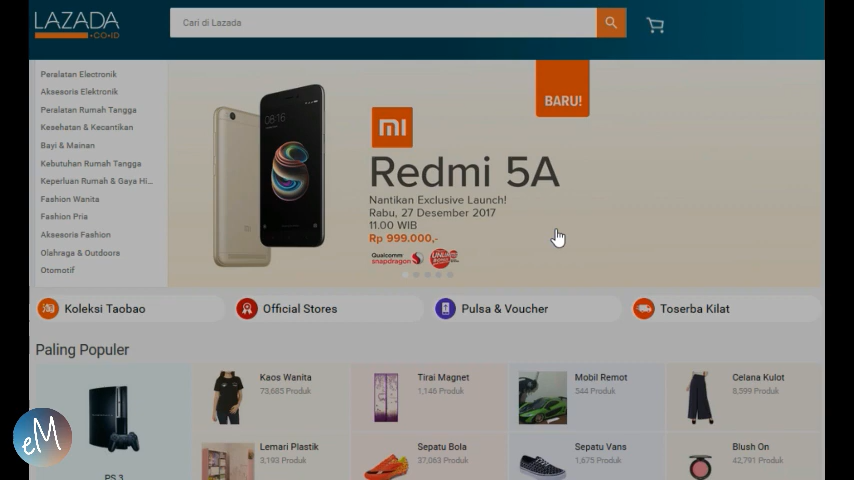 LAZADA
.CO.ID
Cari di Lazada
Peralatan Electronik
Aksesoris Elektronik
Peralatan Rumah Tangga
Kesehatan & Kecantikan
Bayi & Mainan
Kebutuhan Rumah Tangga
Keperluan Rumah & Gaya Hi...
Fashion Wanita
Fashion Pria
Aksesoris Fashion
Olahraga & Outdoors
Otomotif
08:16
BARU!
mi
Redmi 5A
Nantikan Exclusive Launch!
Rabu, 27 Desember 2017
11.00 WIB
Rp 999.000,-
Qualcomm
snapdragon
Koleksi Taobao
Official Stores
Pulsa & Voucher
Toserba Kilat
Paling Populer
PS 3
Kaos Wanita
73,685 Produk
Tirai Magnet
1,146 Produk
Mobil Remot
544 Produk
Celana Kulot
8,599 Produk
Lemari Plastik
3,193 Produk
Sepatu Bola
37,063 Produk
Sepatu Vans
1,675 Produk
Blush On
42,791 Produk
eM